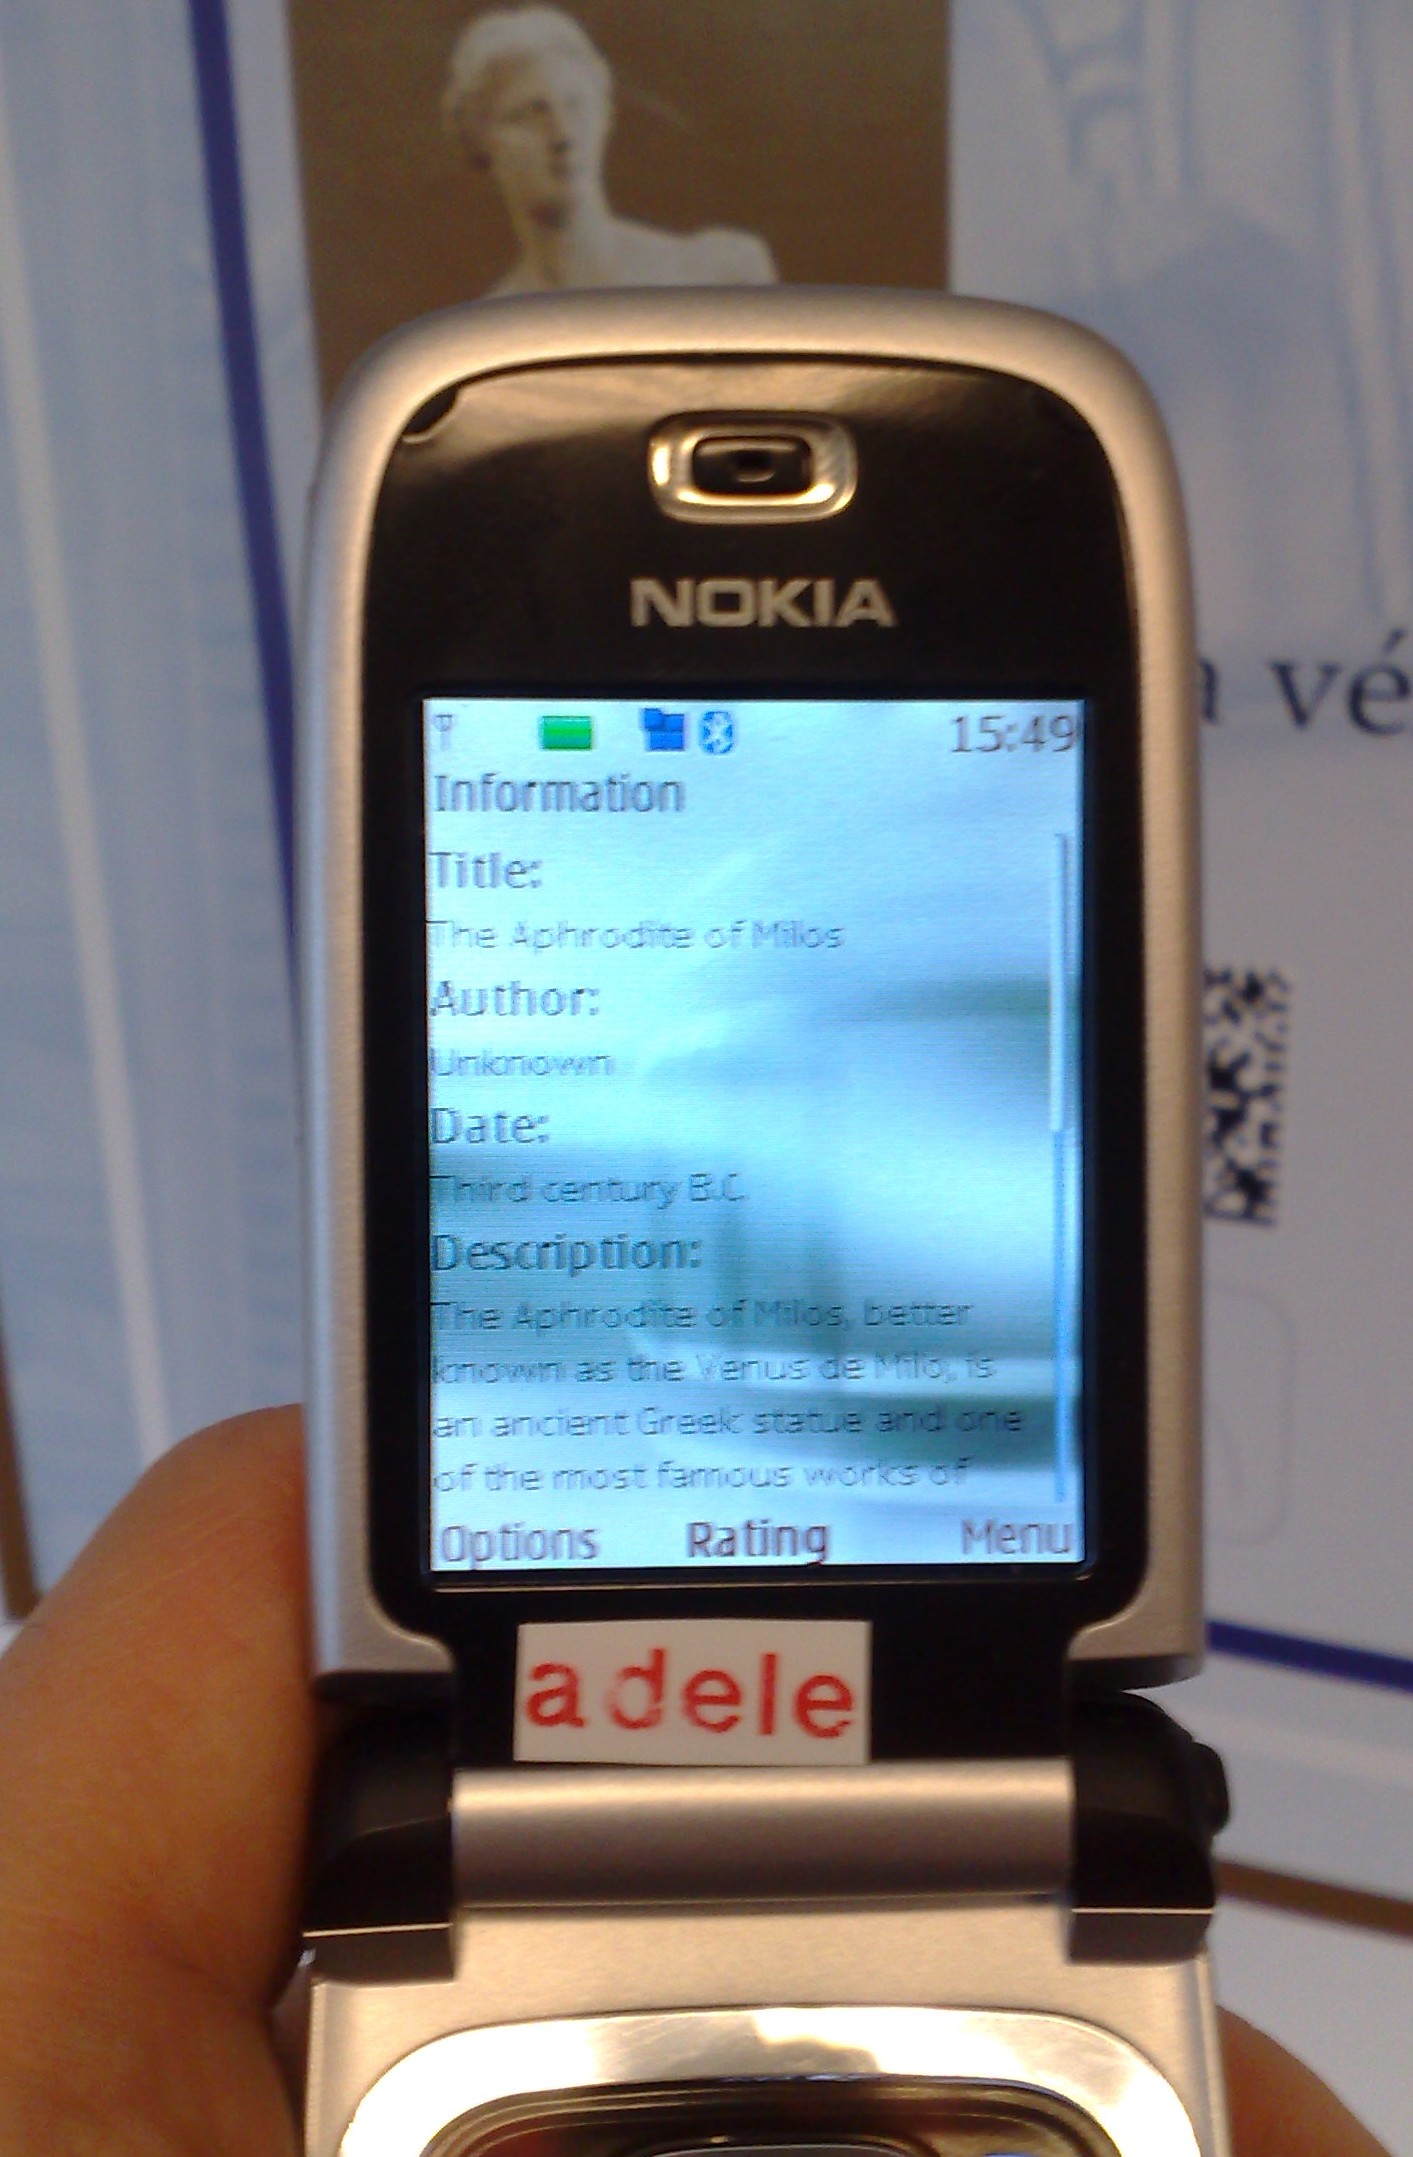 NOKIA
15:49
Information
Title:
The Aphrodite of Milos
Author:
Unknown
Date:
Third century B.C.
Description:
The Aphrodite of Milos, better
known as the Venus de Milo, is
an ancient Greek statue and one
of the most famous works of
Options Rating Menu
adele
a vé